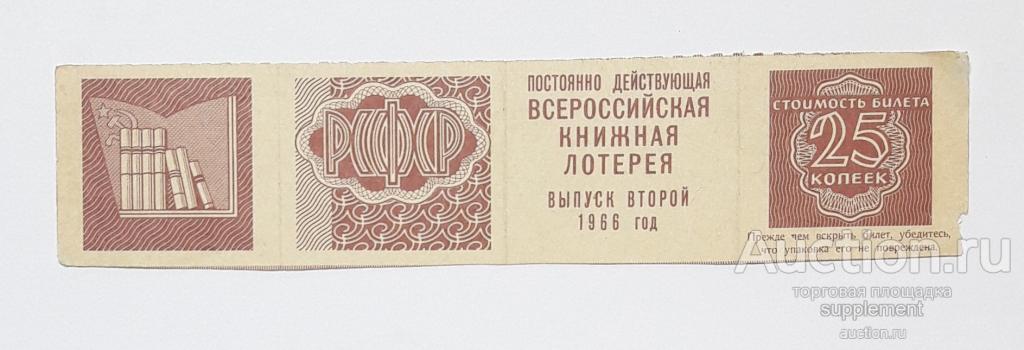 РСФСР
ПОСТОЯННО ДЕЙСТВУЮЩАЯ
ВСЕРОССИЙСКАЯ
КНИЖНАЯ
ЛОТЕРЕЯ
ВЫПУСК ВТОРОЙ
1966 год
СТОИМОСТЬ БИЛЕТА
25
КОПЕЕК
Прежде чем вскрыть билет, убедитесь,
что упаковка его не повреждена.
Auction.ru
торговая площадка
supplement
auction.ru